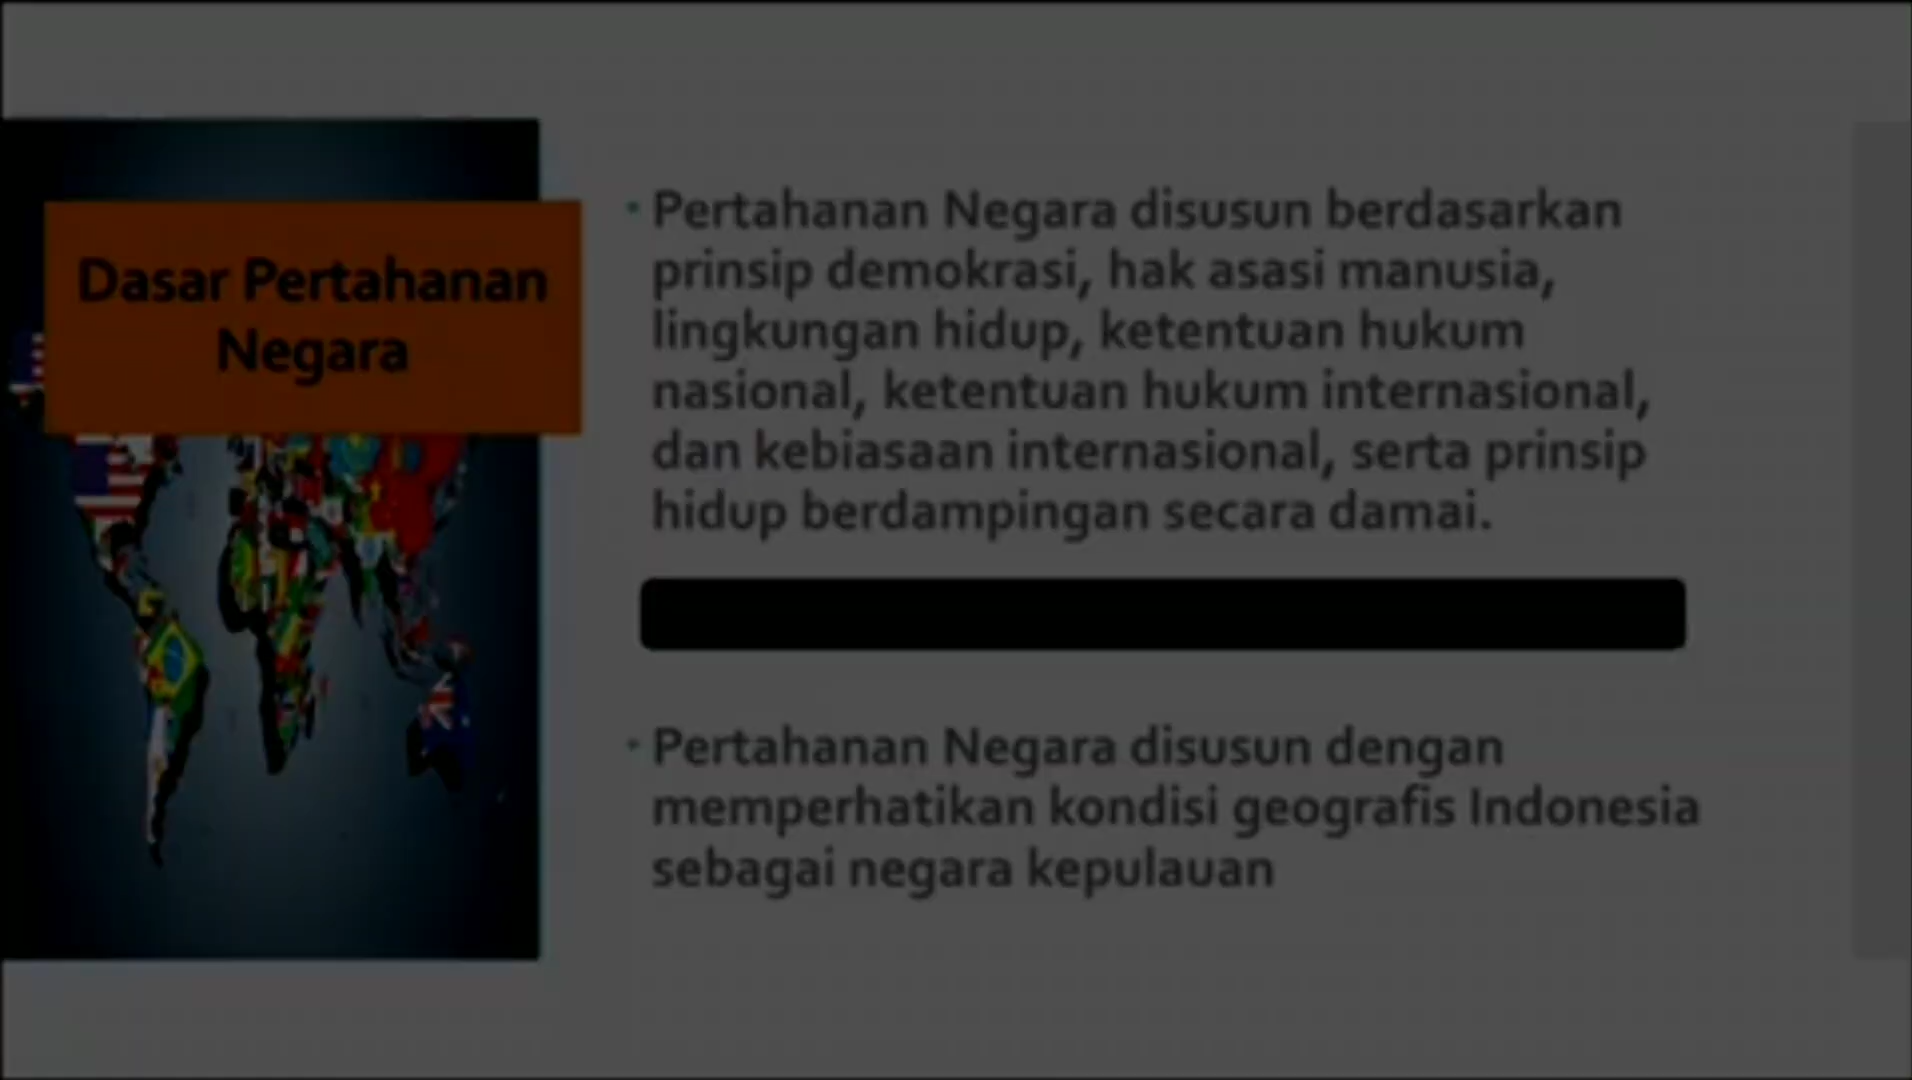 Dasar Pertahanan
Negara
• Pertahanan Negara disusun berdasarkan
prinsip demokrasi, hak asasi manusia,
lingkungan hidup, ketentuan hukum
nasional, ketentuan hukum internasional,
dan kebiasaan internasional, serta prinsip
hidup berdampingan secara damai.
• Pertahanan Negara disusun dengan
memperhatikan kondisi geografis Indonesia
sebagai negara kepulauan